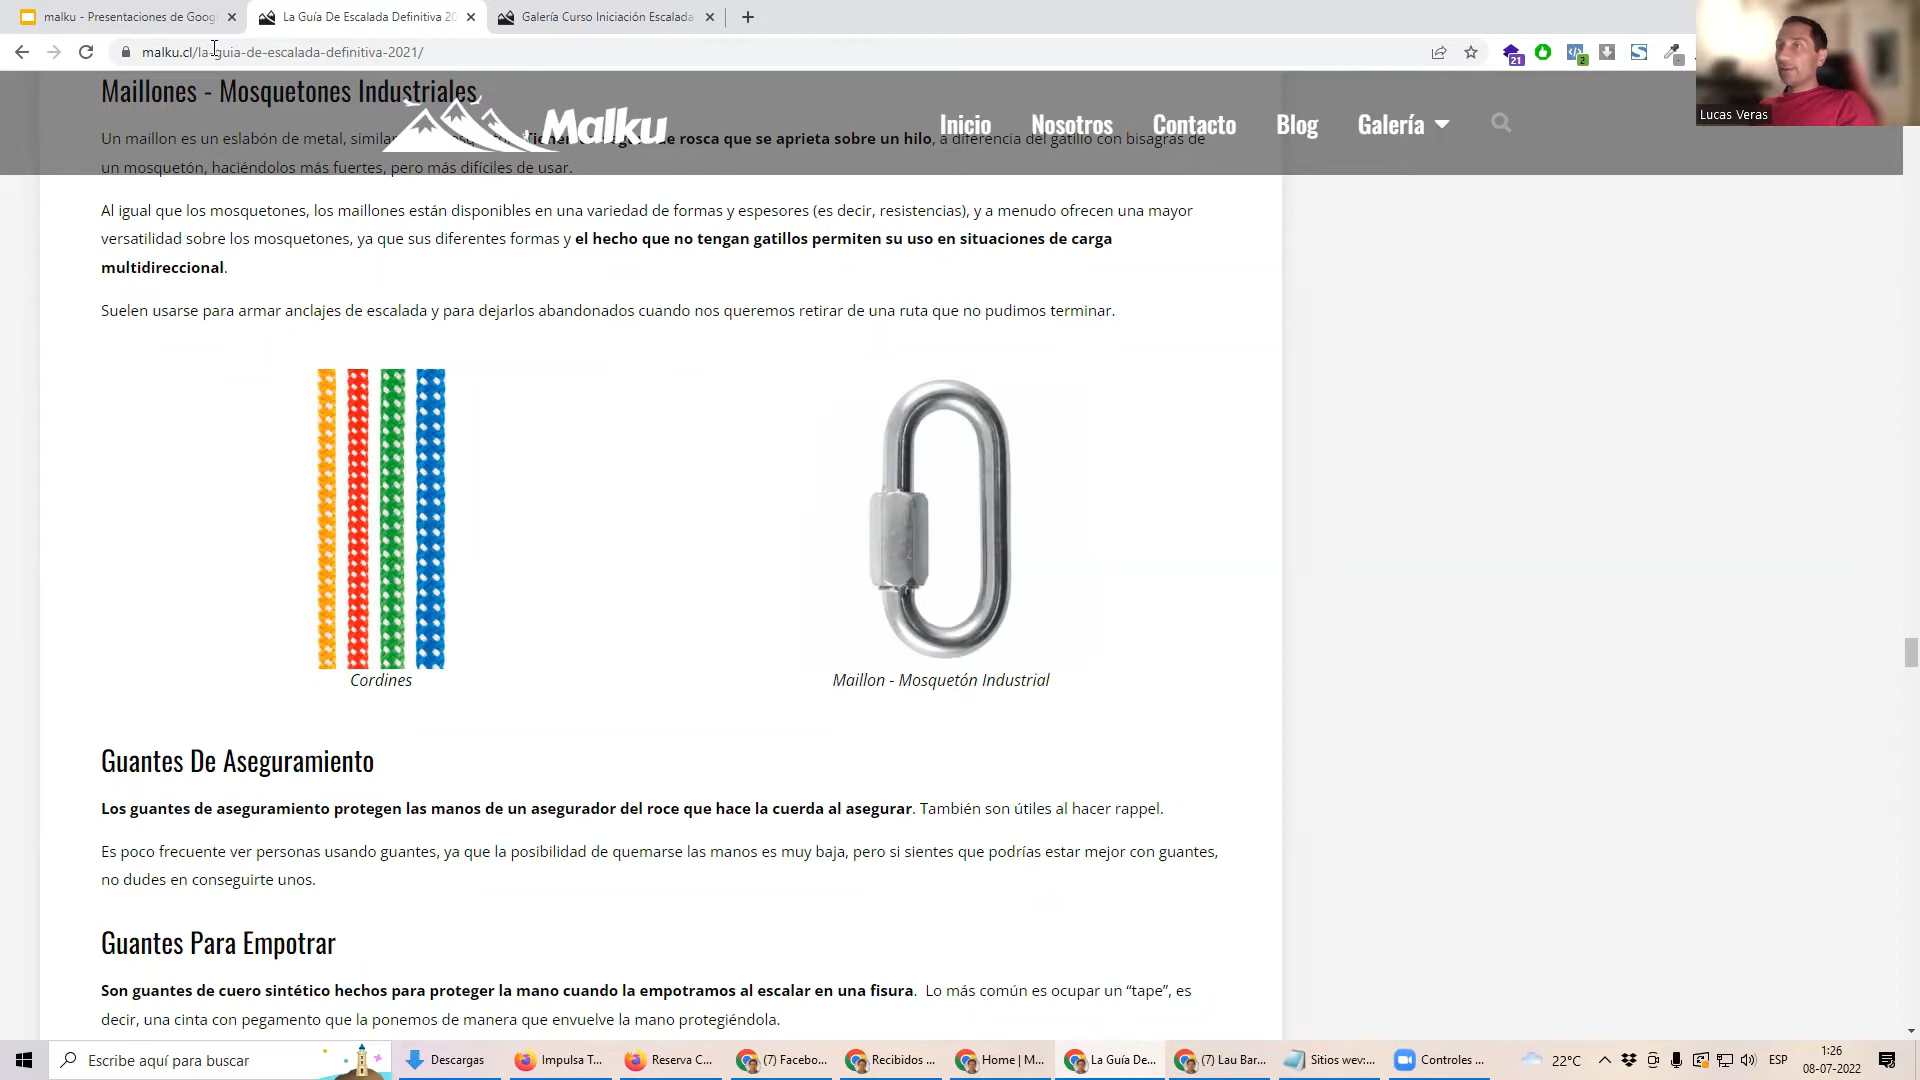 malku - Presentaciones de Goog
La Guía De Escalada Definitiva 20
Galería Curso Iniciación Escalada
malku.cl/la-guia-de-escalada-definitiva-2021/
21
2
Lucas Veras
Malku
Inicio
Nosotros
Contacto
Blog
Galería
Maillones - Mosquetones Industriales
Un maillon es un eslabón de metal, similar de rosca que se aprieta sobre un hilo, a diferencia del gatillo con bisagras de
un mosquetón, haciéndolos más fuertes, pero más difíciles de usar.
Al igual que los mosquetones, los maillones están disponibles en una variedad de formas y espesores (es decir, resistencias), y a menudo ofrecen una mayor
versatilidad sobre los mosquetones, ya que sus diferentes formas y el hecho que no tengan gatillos permiten su uso en situaciones de carga
multidireccional.
Suelen usarse para armar anclajes de escalada y para dejarlos abandonados cuando nos queremos retirar de una ruta que no pudimos terminar.
Cordines
Maillon - Mosquetón Industrial
Guantes De Aseguramiento
Los guantes de aseguramiento protegen las manos de un asegurador del roce que hace la cuerda al asegurar. También son útiles al hacer rappel.
Es poco frecuente ver personas usando guantes, ya que la posibilidad de quemarse las manos es muy baja, pero si sientes que podrías estar mejor con guantes,
no dudes en conseguirte unos.
Guantes Para Empotrar
Son guantes de cuero sintético hechos para proteger la mano cuando la empotramos al escalar en una fisura. Lo más común es ocupar un “tape”, es
decir, una cinta con pegamento que la ponemos de manera que envuelve la mano protegiéndola.
Escribe aquí para buscar
Descargas
Impulsa T...
Reserva C...
(7) Facebo...
Recibidos ...
Home | M...
La Guía De...
(7) Lau Bar...
Sitios wev:...
Controles ...
22°C
ESP
1:26
08-07-2022